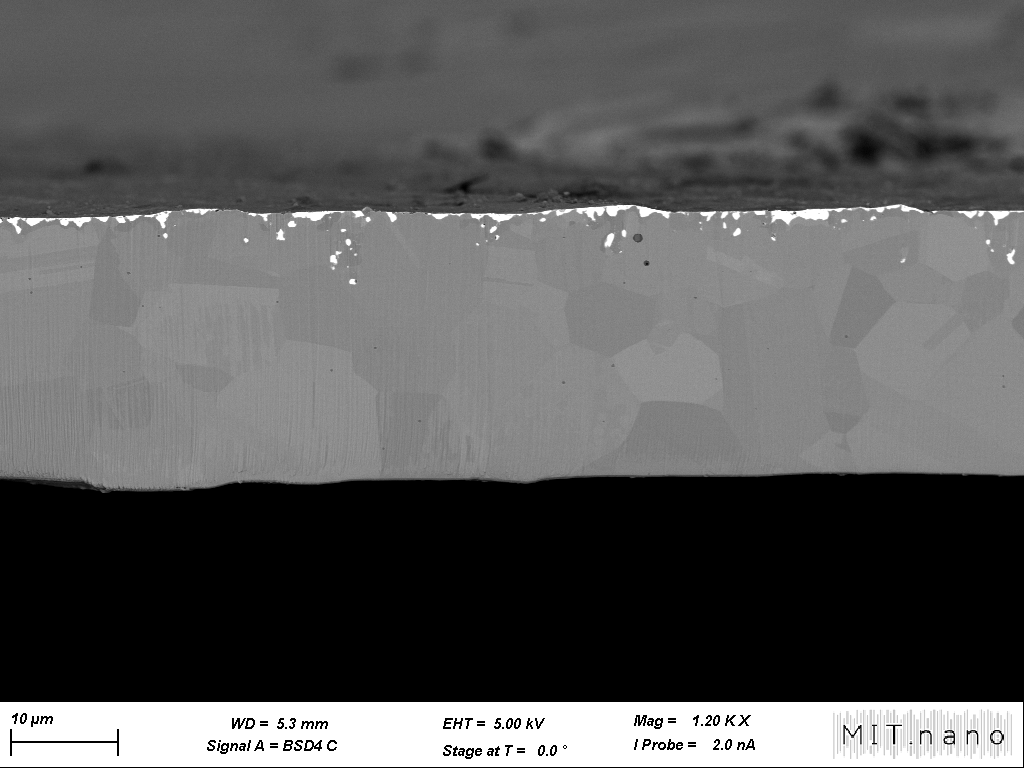 10 µm
WD = 5.3 mm
Signal A = BSD4 C
EHT = 5.00 kV
Stage at T = 0.0 °
Mag = 1.20 K X
I Probe = 2.0 nA
MIT.nano